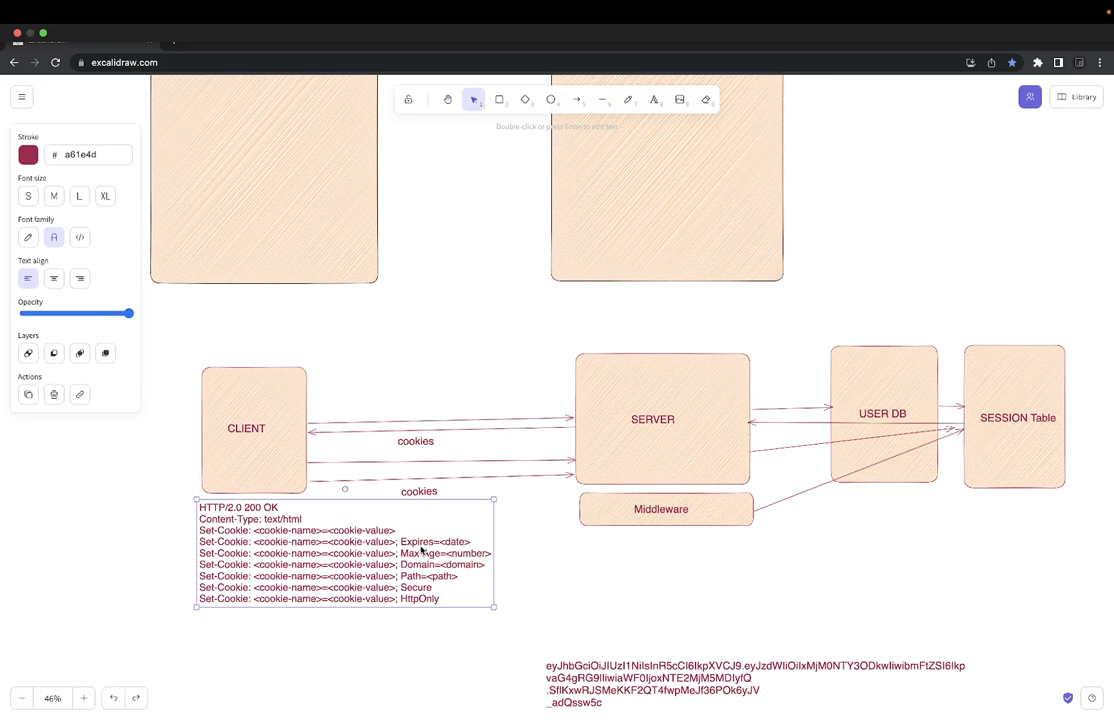 excalidraw.com
Library
Double-click or press Enter to edit text
Stroke
# a61e4d
Font size
S M L XL
Font family
A </>
Text align
Opacity
Layers
Actions
CLIENT
SERVER
USER DB
SESSION Table
cookies
cookies
Middleware
HTTP/2.0 200 OK
Content-Type: text/html
Set-Cookie: <cookie-name>=<cookie-value>
Set-Cookie: <cookie-name>=<cookie-value>; Expires=<date>
Set-Cookie: <cookie-name>=<cookie-value>; Max-Age=<number>
Set-Cookie: <cookie-name>=<cookie-value>; Domain=<domain>
Set-Cookie: <cookie-name>=<cookie-value>; Path=<path>
Set-Cookie: <cookie-name>=<cookie-value>; Secure
Set-Cookie: <cookie-name>=<cookie-value>; HttpOnly
eyJhbGciOiJIUzI1NiIsInR5cCI6IkpXVCJ9.eyJzdWIiOiIxMjM0NTY3ODkwIiwibmFtZSI6Ikp
vaG4gRG9lIiwiaWF0IjoxNTE2MjM5MDIyfQ
.SflKxwRJSMeKKF2QT4fwpMeJf36POk6yJV
_adQssw5c
46%